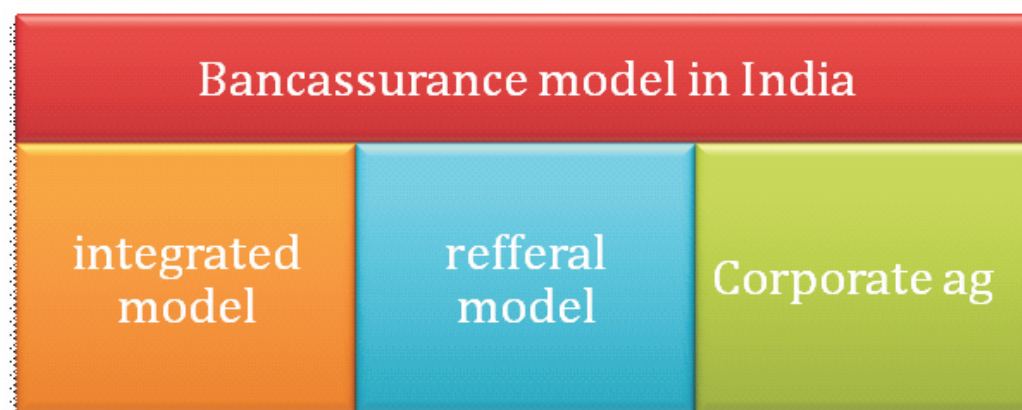 Bancassurance model in India
integrated
model
refferal
model
Corporate ag